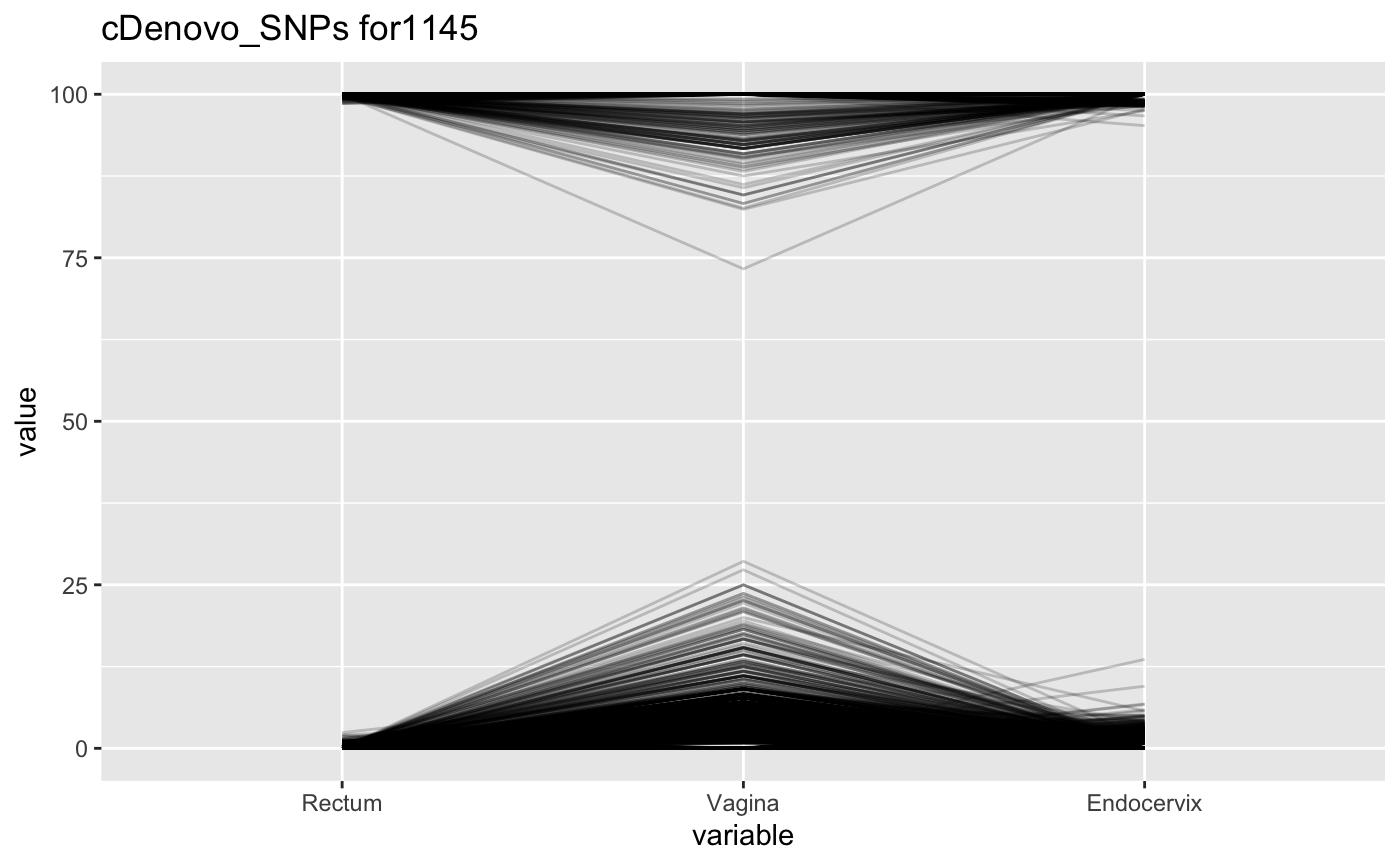 cDenovo_SNPs for1145
100
75
50
25
0
value
Rectum
Vagina
Endocervix
variable